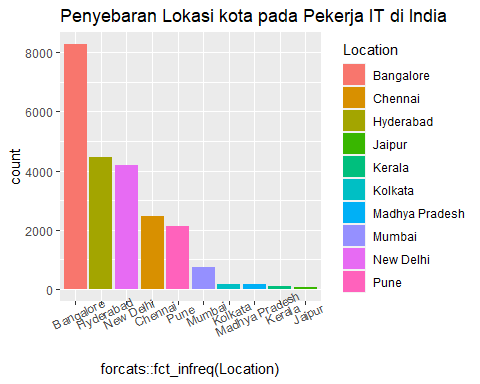 Penyebaran Lokasi kota pada Pekerja IT di India
count
8000
6000
4000
2000
0
Bangalore
Hyderabad
New Delhi
Chennai
Pune
Mumbai
Kolkata
Madhya Pradesh
Kerala
Jaipur
forcats::fct_infreq(Location)
Location
Bangalore
Chennai
Hyderabad
Jaipur
Kerala
Kolkata
Madhya Pradesh
Mumbai
New Delhi
Pune